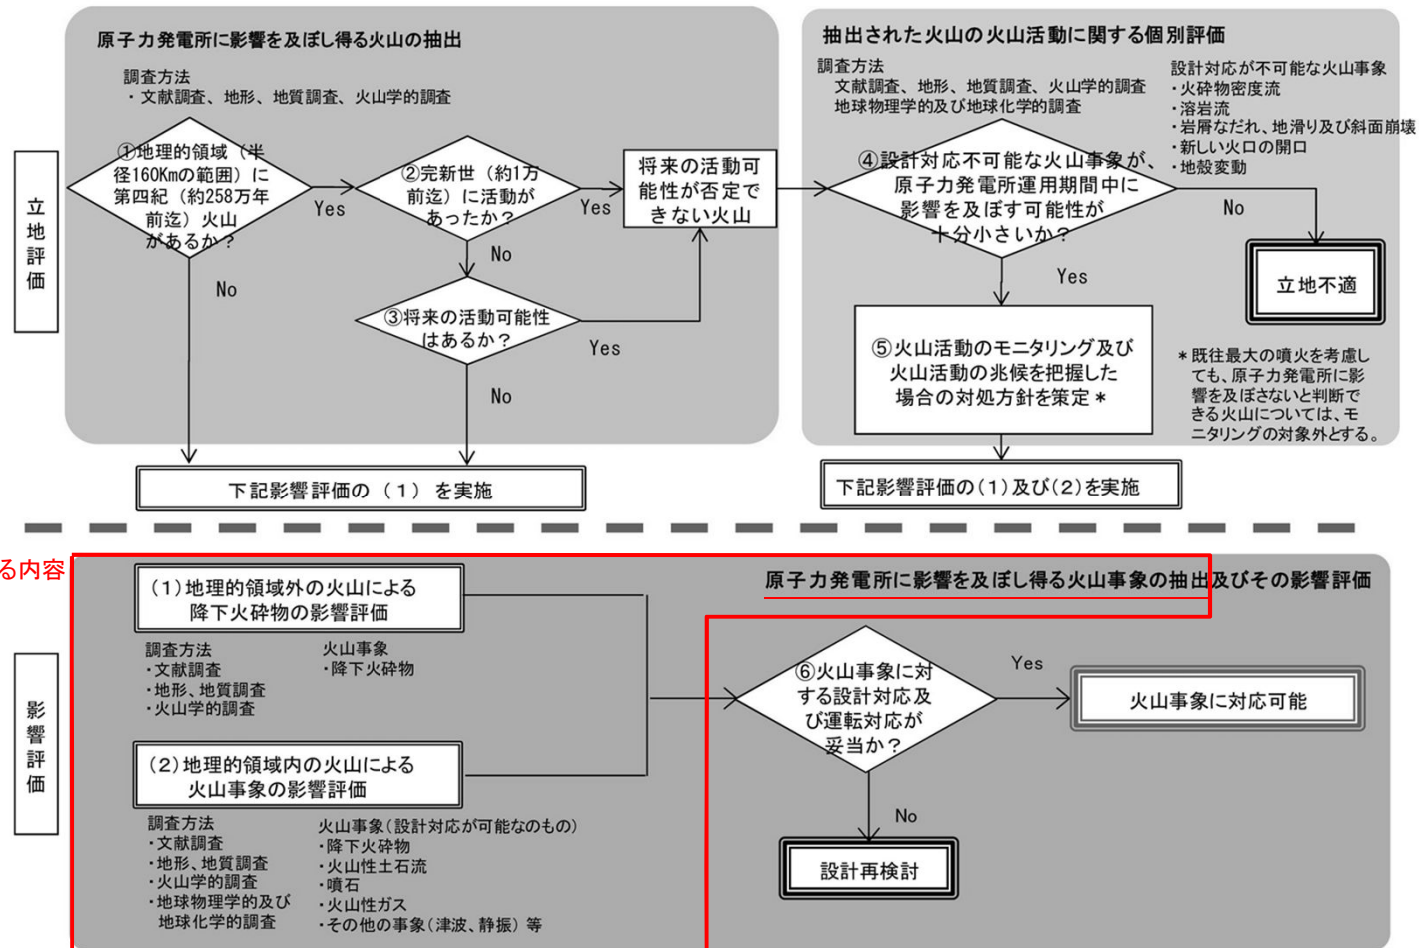 原子力発電所に影響を及ぼし得る火山の抽出
調査方法
・文献調査、地形、地質調査、火山学的調査
立地評価
①地理的領域（半
径160Kmの範囲）に
第四紀（約258万年
前迄）火山
があるか？
Yes
No
②完新世（約1万
前迄）に活動が
あったか？
Yes
No
③将来の活動可能性
はあるか？
Yes
No
将来の活動可
能性が否定で
きない火山
下記影響評価の（1）を実施
抽出された火山の火山活動に関する個別評価
調査方法
文献調査、地形、地質調査、火山学的調査
地球物理学的及び地球化学的調査
設計対応が不可能な火山事象
・火砕物密度流
・溶岩流
・岩屑なだれ、地滑り及び斜面崩壊
・新しい火口の開口
・地殻変動
④設計対応不可能な火山事象が、
原子力発電所運用期間中に
影響を及ぼす可能性が
十分小さいか？
No
Yes
立地不適
⑤火山活動のモニタリング及び
火山活動の兆候を把握した
場合の対処方針を策定＊
＊既往最大の噴火を考慮し
ても、原子力発電所に影
響を及ぼさないと判断で
きる火山については、モ
ニタリングの対象外とする。
下記影響評価の(1)及び(2)を実施
る内容
原子力発電所に影響を及ぼし得る火山事象の抽出及びその影響評価
影響評価
(1)地理的領域外の火山による
降下火砕物の影響評価
調査方法
・文献調査
・地形、地質調査
・火山学的調査
火山事象
・降下火砕物
(2)地理的領域内の火山による
火山事象の影響評価
調査方法
・文献調査
・地形、地質調査
・火山学的調査
・地球物理学的及び
地球化学的調査
火山事象(設計対応が可能なのもの)
・降下火砕物
・火山性土石流
・噴石
・火山性ガス
・その他の事象(津波、静振)等
⑥火山事象に対
する設計対応及
び運転対応が
妥当か？
Yes
火山事象に対応可能
No
設計再検討